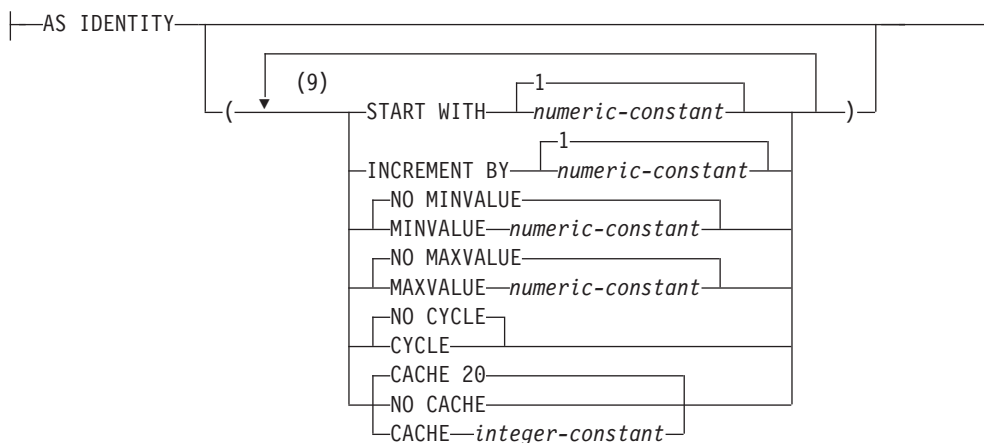 AS IDENTITY
(9)
1
( START WITH numeric-constant )
1
INCREMENT BY numeric-constant
NO MINVALUE
MINVALUE numeric-constant
NO MAXVALUE
MAXVALUE numeric-constant
NO CYCLE
CYCLE
CACHE 20
NO CACHE
CACHE integer-constant